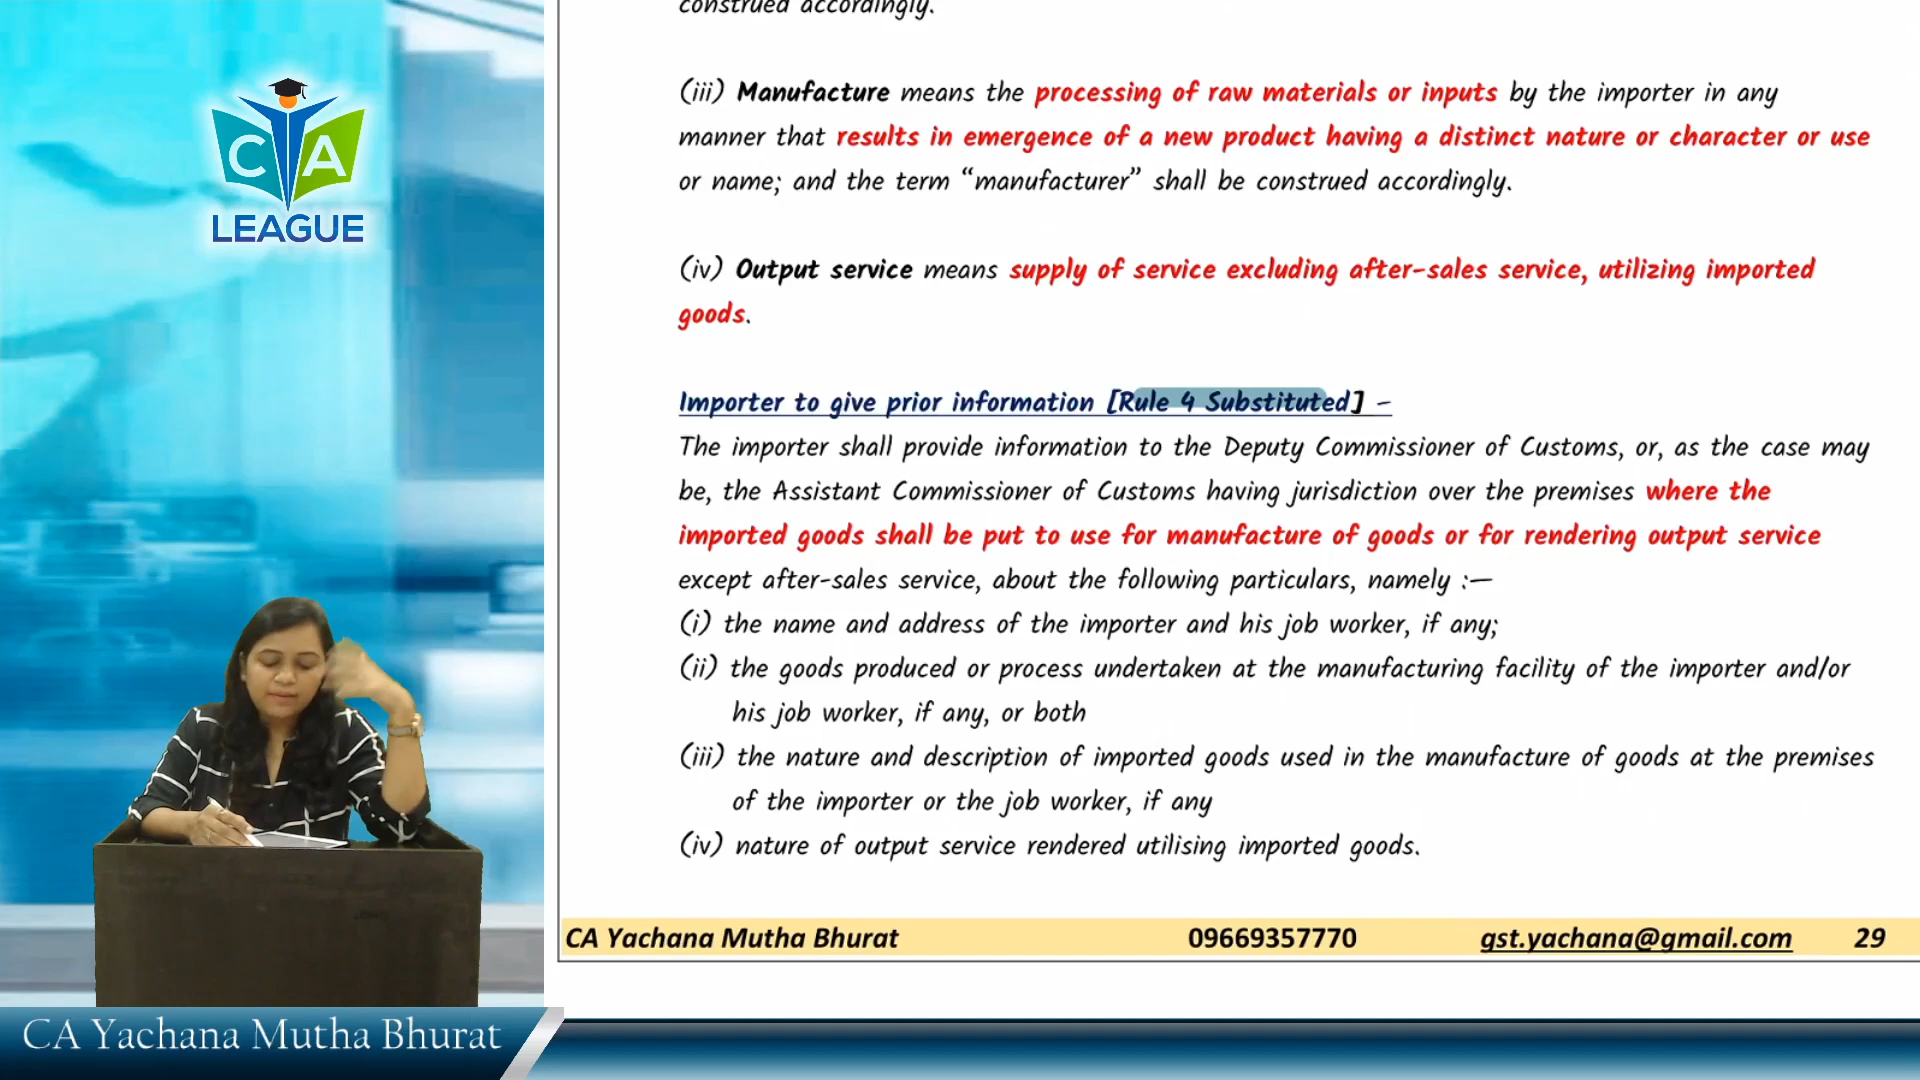 construed accordingly.
(iii) Manufacture means the processing of raw materials or inputs by the importer in any
manner that results in emergence of a new product having a distinct nature or character or use
or name; and the term “manufacturer” shall be construed accordingly.
(iv) Output service means supply of service excluding after-sales service, utilizing imported
goods.
Importer to give prior information [Rule 4 Substituted] –
The importer shall provide information to the Deputy Commissioner of Customs, or, as the case may
be, the Assistant Commissioner of Customs having jurisdiction over the premises where the
imported goods shall be put to use for manufacture of goods or for rendering output service
except after-sales service, about the following particulars, namely :—
(i) the name and address of the importer and his job worker, if any;
(ii) the goods produced or process undertaken at the manufacturing facility of the importer and/or
his job worker, if any, or both
(iii) the nature and description of imported goods used in the manufacture of goods at the premises
of the importer or the job worker, if any
(iv) nature of output service rendered utilising imported goods.
CA Yachana Mutha Bhurat 09669357770 gst.yachana@gmail.com 29
CA
LEAGUE
CA Yachana Mutha Bhurat